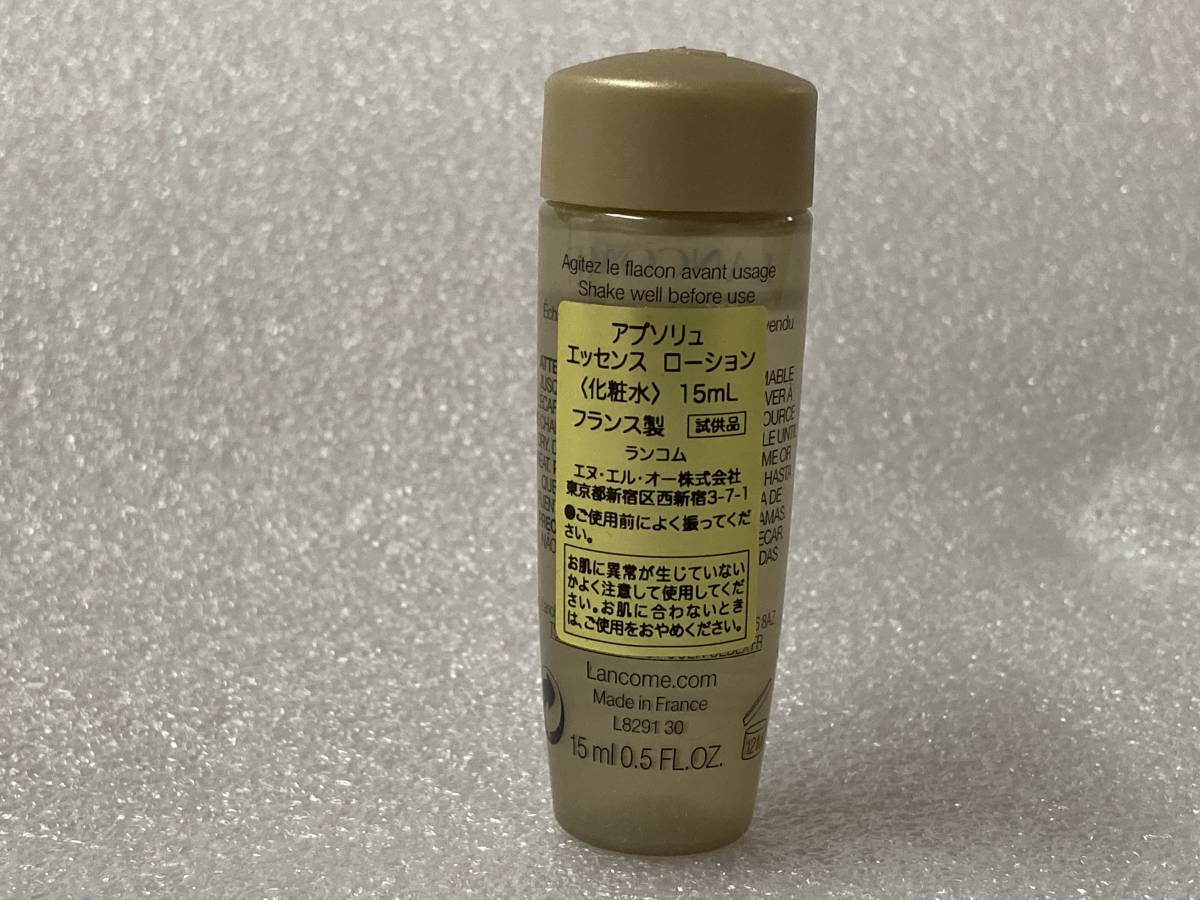 Agitez le flacon avant usage
Shake well before use
vendu
アプソリュ
エッセンス ローション
〈化粧水〉 15mL
フランス製 試供品
ランコム
エヌ・エル・オー株式会社
東京都新宿区西新宿3-7-1
●ご使用前によく振ってくだ
さい。
お肌に異常が生じていない
かよく注意して使用してくだ
さい。お肌に合わないとき
は、ご使用をおやめください。
OURCE
HASTA
DE
Lancome.com
Made in France
L8291 30
15 ml 0.5 FL.OZ.